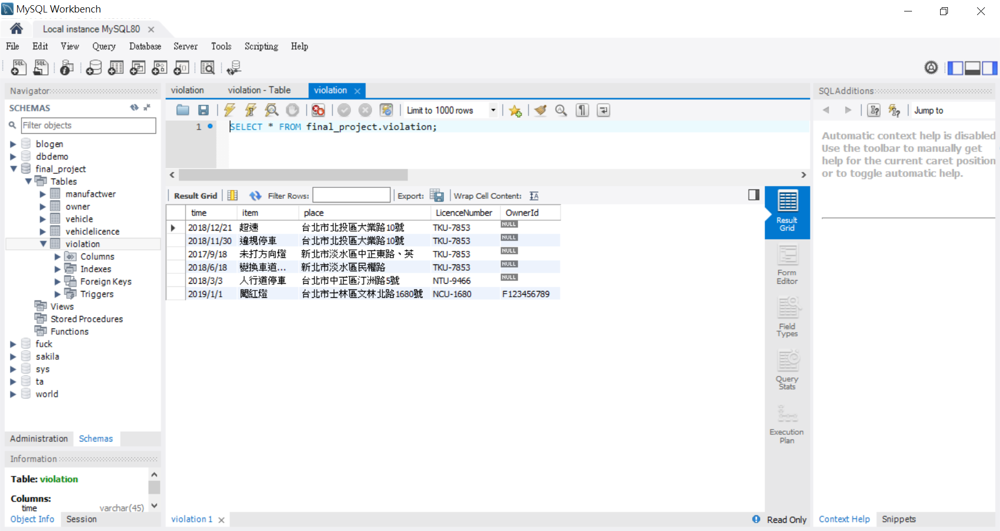 MySQL Workbench
Local instance MySQL80
File Edit View Query Database Server Tools Scripting Help
Navigator
SCHEMAS
Filter objects
blogen
dbdemo
final_project
Tables
manufactwer
owner
vehicle
vehiclelicence
violation
Columns
Indexes
Foreign Keys
Triggers
Views
Stored Procedures
Functions
fuck
sakila
sys
ta
world
Administration Schemas
Information
Table: violation
Columns:
time varchar(45)
Object Info Session
violation violation - Table violation
Limit to 1000 rows
1 SELECT * FROM final_project.violation;
Result Grid Filter Rows: Export: Wrap Cell Content:
time item place LicenceNumber OwnerId
2018/12/21 超速 台北市北投區大業路10號 TKU-7853 NULL
2018/11/30 違規停車 台北市北投區大業路10號 TKU-7853 NULL
2017/9/18 未打方向燈 新北市淡水區中正東路、英 TKU-7853 NULL
2018/6/18 變換車道... 新北市淡水區民權路 TKU-7853 NULL
2018/3/3 人行道停車 台北市中正區汀洲路5號 NTU-9466 NULL
2019/1/1 闖紅燈 台北市士林區文林北路1680號 NCU-1680 F123456789
Result
Grid
Form
Editor
Field
Types
Query
Stats
Execution
Plan
violation 1
Read Only
SQLAdditions
Jump to
Automatic context help is disabled
Use the toolbar to manually get
help for the current caret position
or to toggle automatic help.
Context Help Snippets